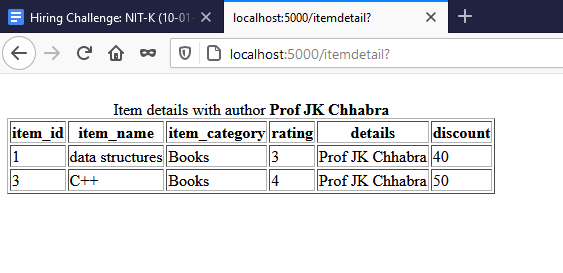 Hiring Challenge: NIT-K (10-01-
localhost:5000/itemdetail?
localhost:5000/itemdetail?
Item details with author Prof JK Chhabra
item_id item_name item_category rating details discount
1 data structures Books 3 Prof JK Chhabra 40
3 C++ Books 4 Prof JK Chhabra 50